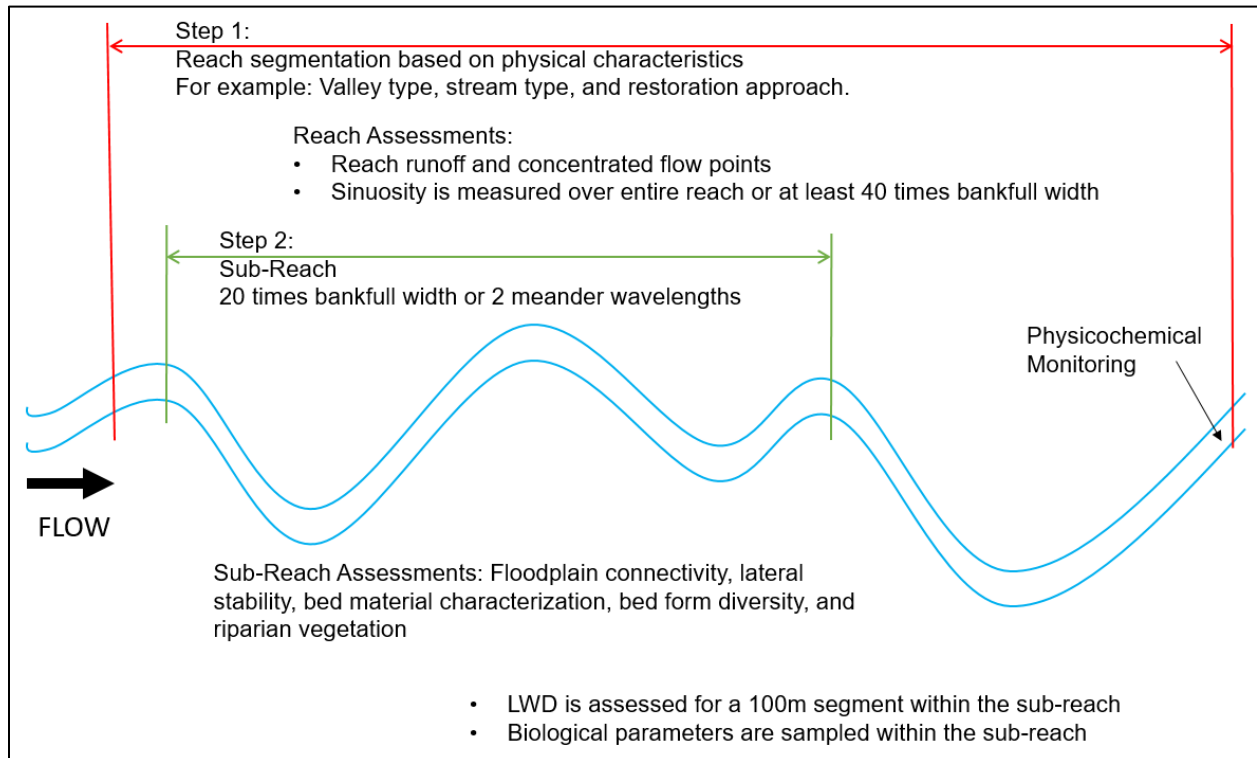 Step 1:
Reach segmentation based on physical characteristics
For example: Valley type, stream type, and restoration approach.
Reach Assessments:
• Reach runoff and concentrated flow points
• Sinuosity is measured over entire reach or at least 40 times bankfull width
Step 2:
Sub-Reach
20 times bankfull width or 2 meander wavelengths
Physicochemical
Monitoring
FLOW
Sub-Reach Assessments: Floodplain connectivity, lateral
stability, bed material characterization, bed form diversity, and
riparian vegetation
• LWD is assessed for a 100m segment within the sub-reach
• Biological parameters are sampled within the sub-reach